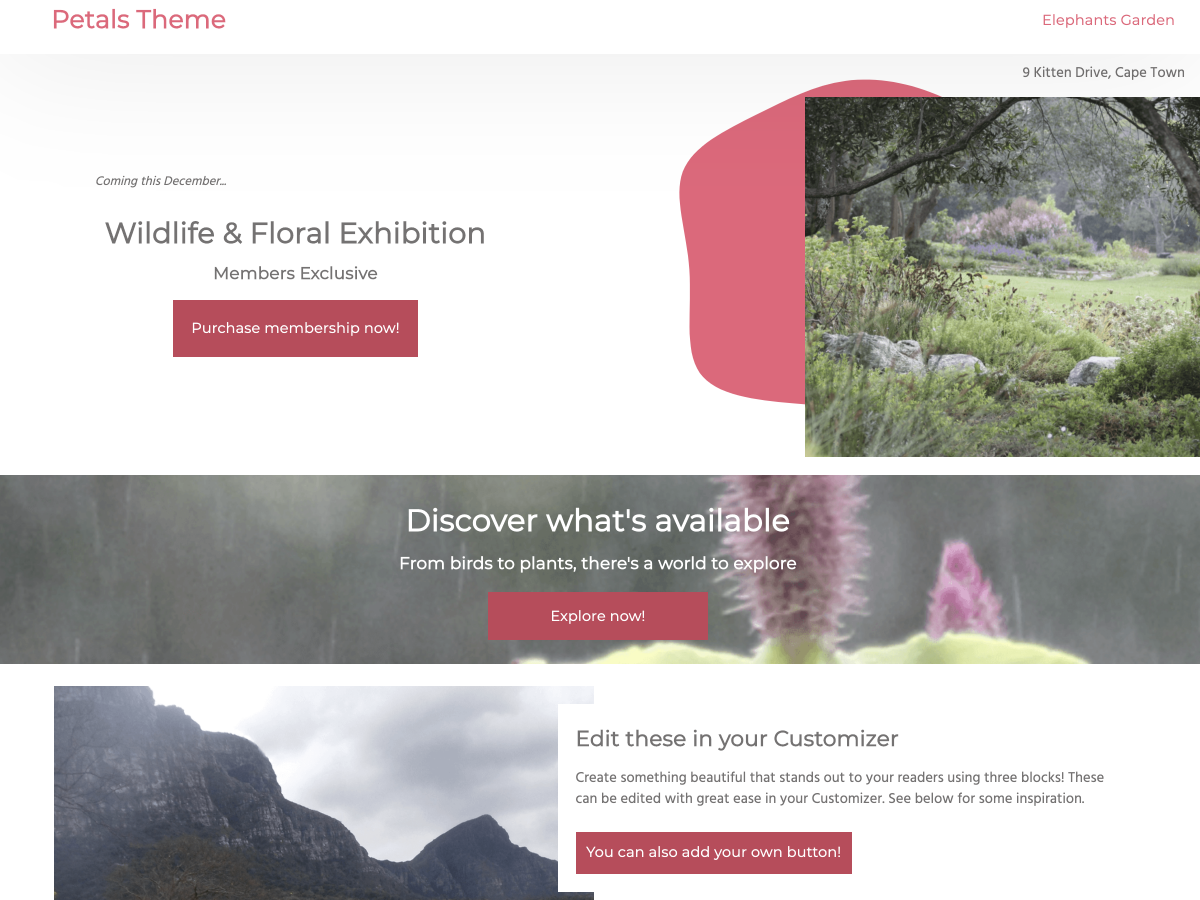 Petals Theme
Elephants Garden
9 Kitten Drive, Cape Town
Coming this December...
Wildlife & Floral Exhibition
Members Exclusive
Purchase membership now!
Discover what's available
From birds to plants, there's a world to explore
Explore now!
Edit these in your Customizer
Create something beautiful that stands out to your readers using three blocks! These
can be edited with great ease in your Customizer. See below for some inspiration.
You can also add your own button!